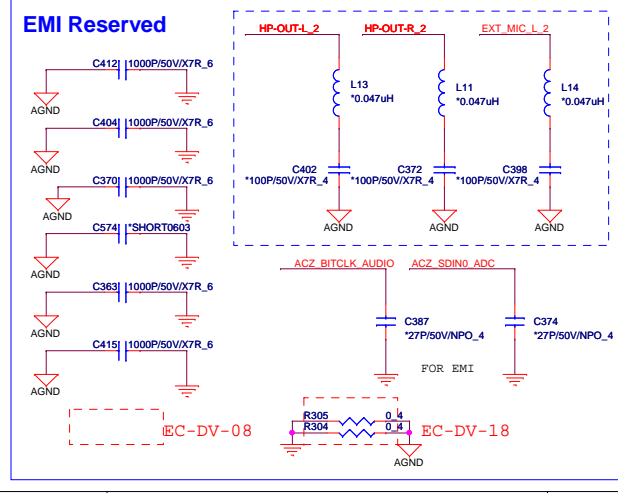 EMI Reserved
HP-OUT-L_2
HP-OUT-R_2
EXT_MIC_L_2
C412
1000P/50V/X7R_6
AGND
C404
1000P/50V/X7R_6
AGND
C370
1000P/50V/X7R_6
AGND
C574
*SHORT0603
AGND
C363
1000P/50V/X7R_6
AGND
C415
1000P/50V/X7R_6
AGND
L13
*0.047uH
L11
*0.047uH
L14
*0.047uH
C402
*100P/50V/X7R_4
C372
*100P/50V/X7R_4
C398
*100P/50V/X7R_4
AGND
AGND
AGND
ACZ_BITCLK_AUDIO
ACZ_SDIN0_ADC
C387
*27P/50V/NPO_4
C374
*27P/50V/NPO_4
FOR EMI
EC-DV-08
R305
0_4
R304
0_4
EC-DV-18
AGND